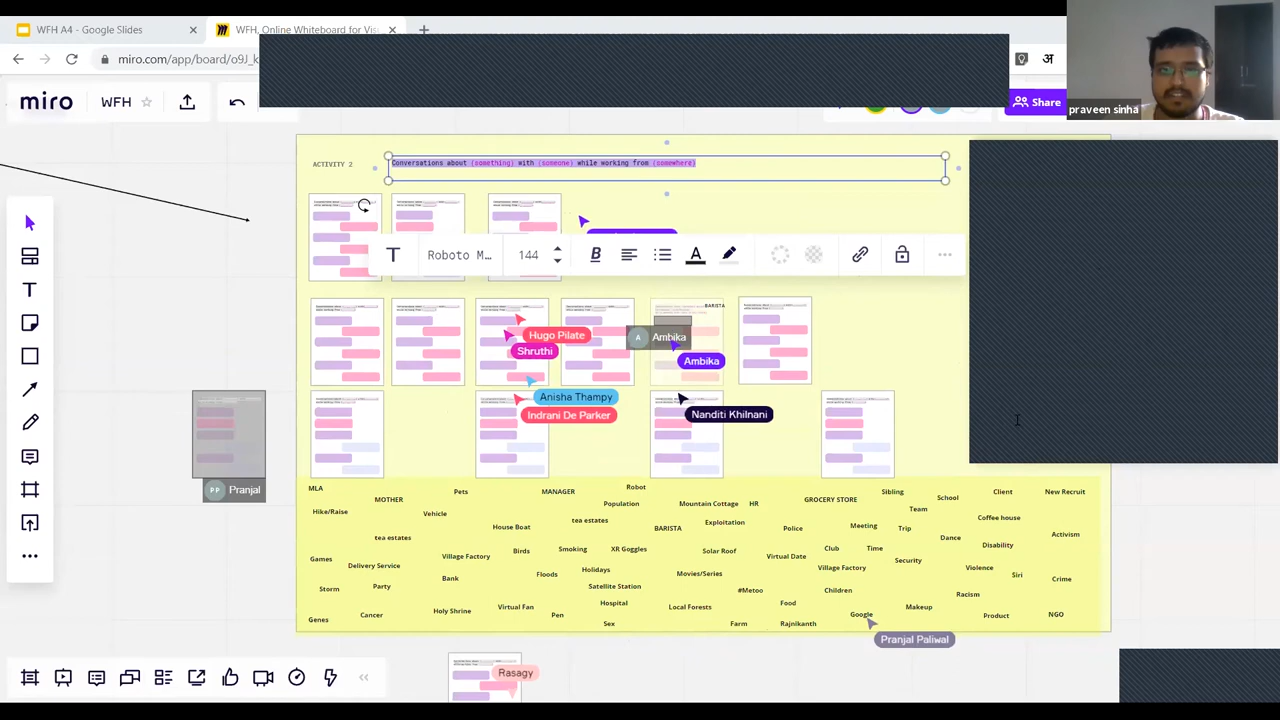 WFH A4 - Google Slides
WFH, Online Whiteboard for Vis
miro.com/app/board/o9J_k
अ
miro
WFH
Share
praveen sinha
ACTIVITY 2
Conversations about (something) with (someone) while working from (somewhere)
T
Roboto M...
144
B
A
BARISTA
Hugo Pilate
Shruthi
A
Ambika
Ambika
Anisha Thampy
Indrani De Parker
Nanditi Khilnani
PP
Pranjal
MLA
MOTHER
Pets
MANAGER
Robot
Population
Mountain Cottage
HR
GROCERY STORE
Sibling
School
Client
New Recruit
Hike/Raise
Vehicle
House Boat
tea estates
BARISTA
Exploitation
Police
Meeting
Team
Trip
Coffee house
tea estates
Dance
Activism
Games
Village Factory
Birds
Smoking
XR Goggles
Solar Roof
Virtual Date
Club
Time
Security
Disability
Delivery Service
Bank
Floods
Holidays
Movies/Series
Village Factory
Violence
Siri
Crime
Storm
Party
Satellite Station
#Metoo
Children
Racism
Genes
Cancer
Holy Shrine
Virtual Fan
Pen
Hospital
Local Forests
Food
Google
Makeup
Product
NGO
Sex
Farm
Rajnikanth
Pranjal Paliwal
Rasagy